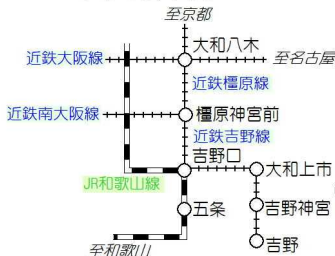 至京都
大和八木
近鉄大阪線
至名古屋
近鉄橿原線
近鉄南大阪線
橿原神宮前
近鉄吉野線
吉野口
大和上市
JR和歌山線
五条
吉野神宮
至和歌山
吉野